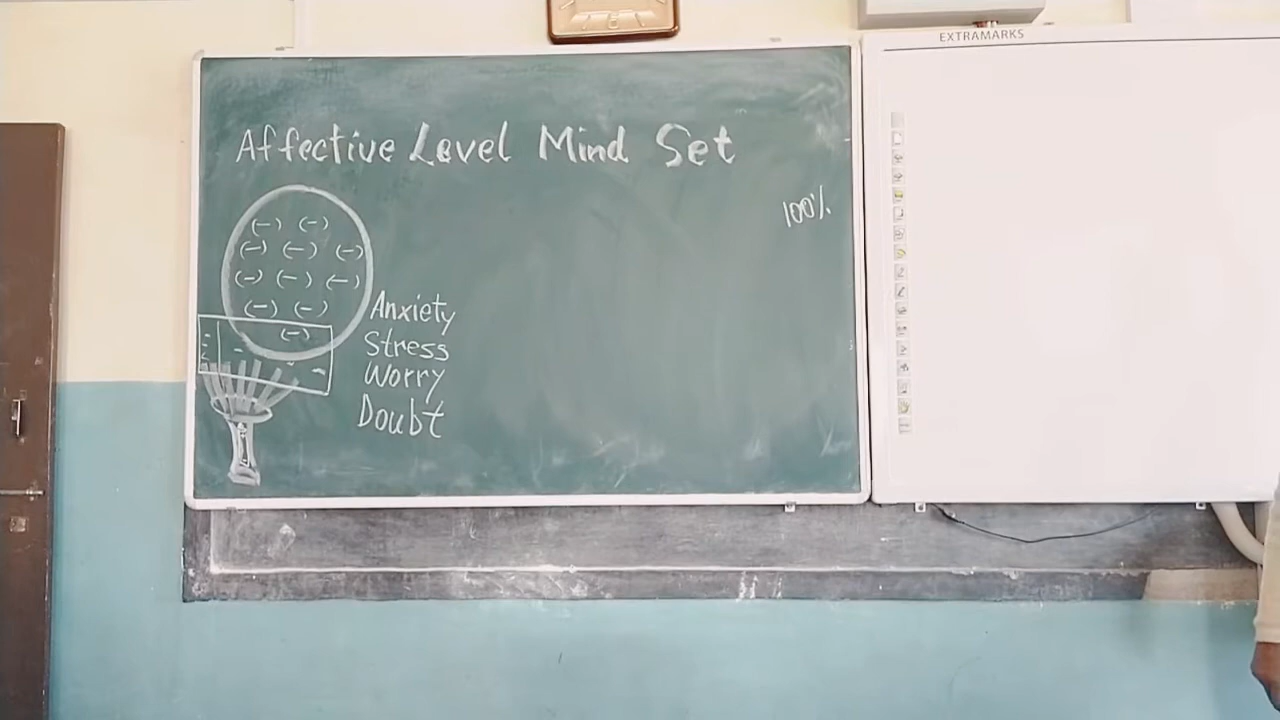 EXTRAMARKS
Affective Level Mind Set
100%
(-) (-)
(-) (-) (-)
(-) (-) (-)
(-) (-)
(-)
Anxiety
Stress
Worry
Doubt